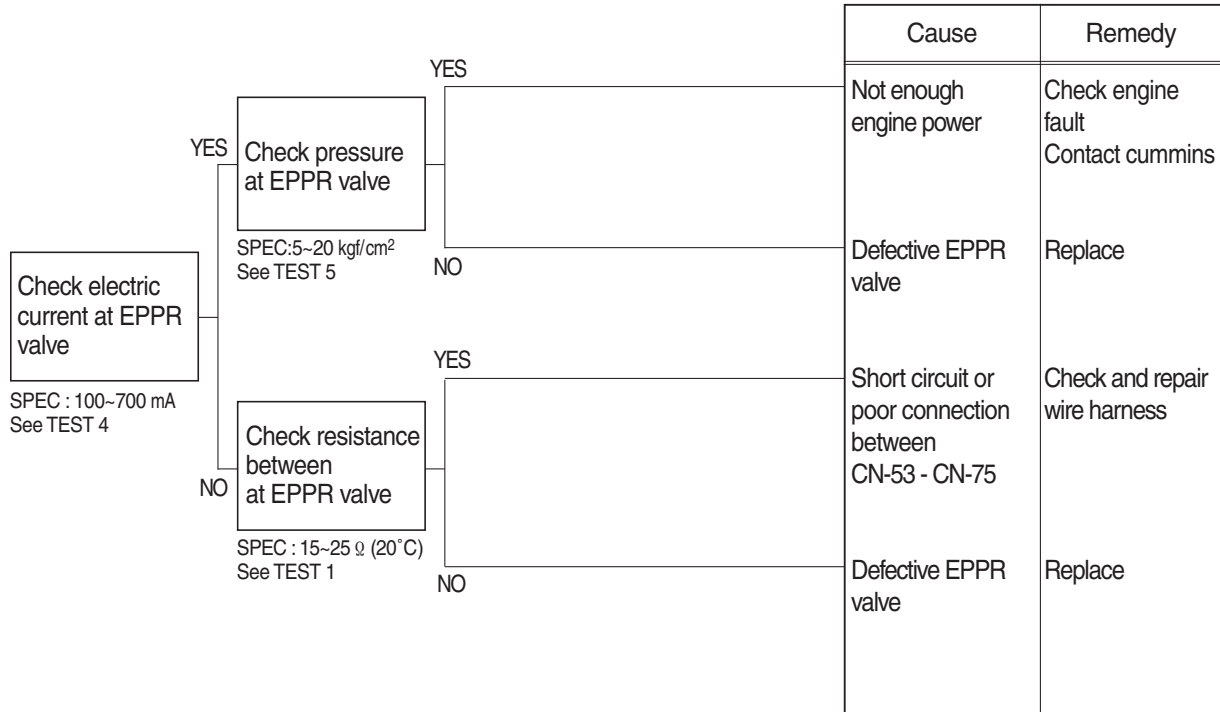 Cause
Remedy
YES
Not enough
engine power
Check engine
fault
Contact cummins
YES
Check pressure
at EPPR valve
SPEC:5~20 kgf/cm²
See TEST 5
NO
Defective EPPR
valve
Replace
Check electric
current at EPPR
valve
SPEC : 100~700 mA
See TEST 4
YES
Short circuit or
poor connection
between
CN-53 - CN-75
Check and repair
wire harness
NO
Check resistance
between
at EPPR valve
SPEC : 15~25 Ω (20˚C)
See TEST 1
NO
Defective EPPR
valve
Replace